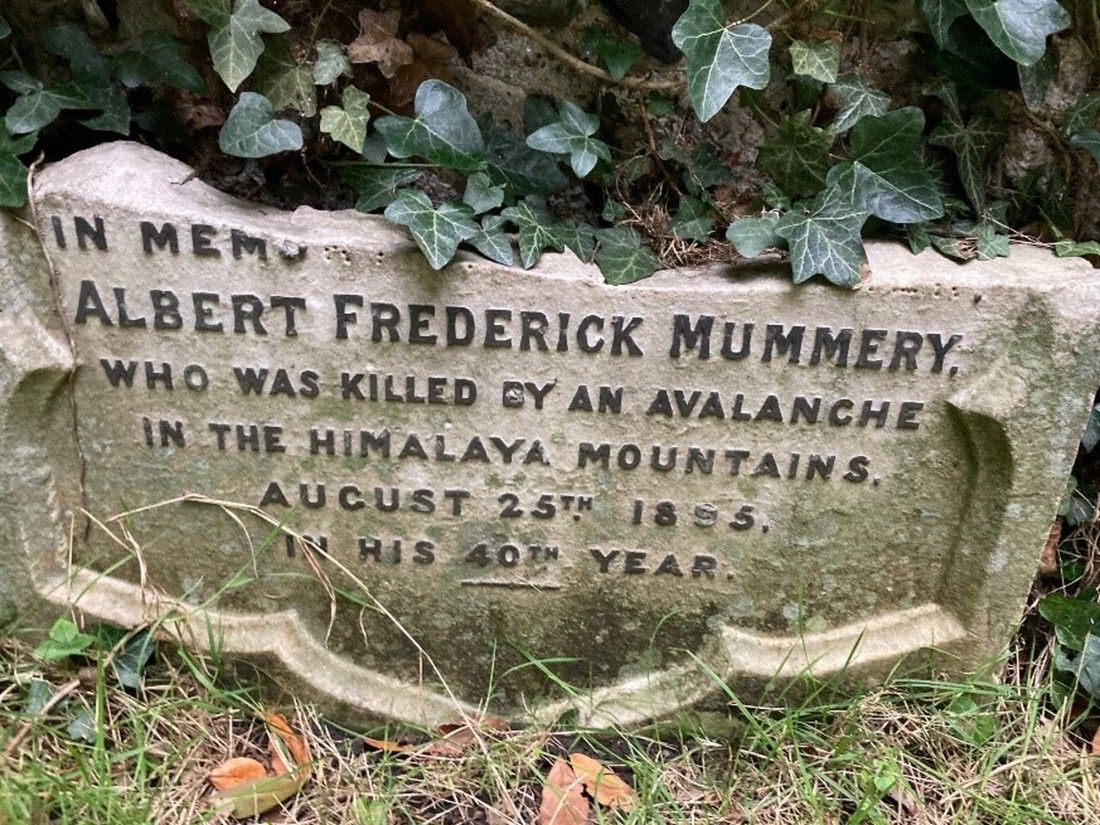 IN MEMO
ALBERT FREDERICK MUMMERY,
WHO WAS KILLED BY AN AVALANCHE
IN THE HIMALAYA MOUNTAINS,
AUGUST 25TH 1895,
IN HIS 40TH YEAR.